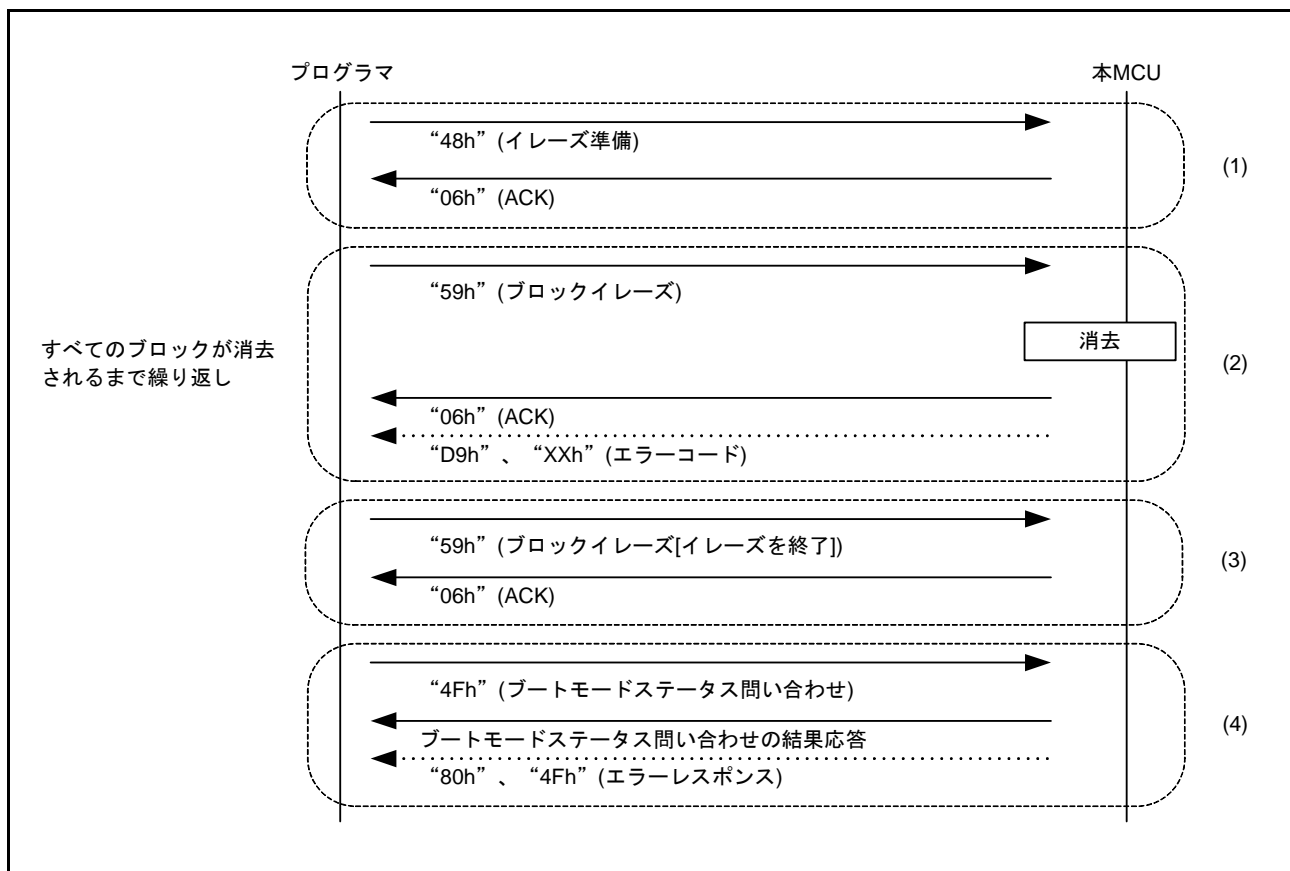 プログラマ
本MCU
“48h” (イレーズ準備)
“06h” (ACK)
(1)
“59h” (ブロックイレーズ)
消去
すべてのブロックが消去
されるまで繰り返し
“06h” (ACK)
“D9h” 、 “XXh” (エラーコード)
(2)
“59h” (ブロックイレーズ[イレーズを終了])
“06h” (ACK)
(3)
“4Fh” (ブートモードステータス問い合わせ)
ブートモードステータス問い合わせの結果応答
“80h” 、 “4Fh” (エラーレスポンス)
(4)